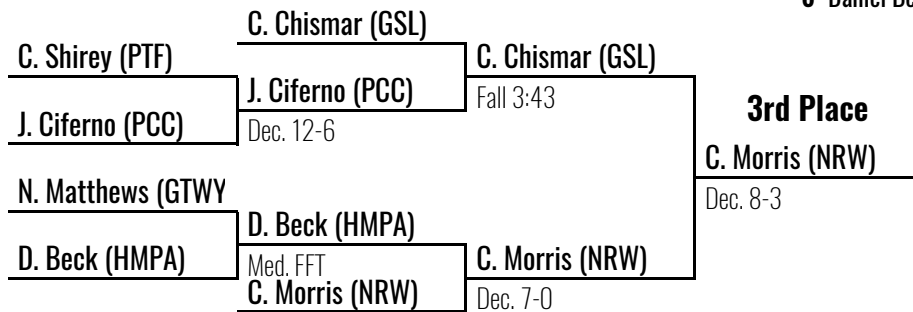 C. Chismar (GSL)
C. Shirey (PTF)
C. Chismar (GSL)
J. Ciferno (PCC)
Fall 3:43
J. Ciferno (PCC)
Dec. 12-6
3rd Place
C. Morris (NRW)
Dec. 8-3
N. Matthews (GTWY
D. Beck (HMPA)
D. Beck (HMPA)
Med. FFT
C. Morris (NRW)
C. Morris (NRW)
Dec. 7-0